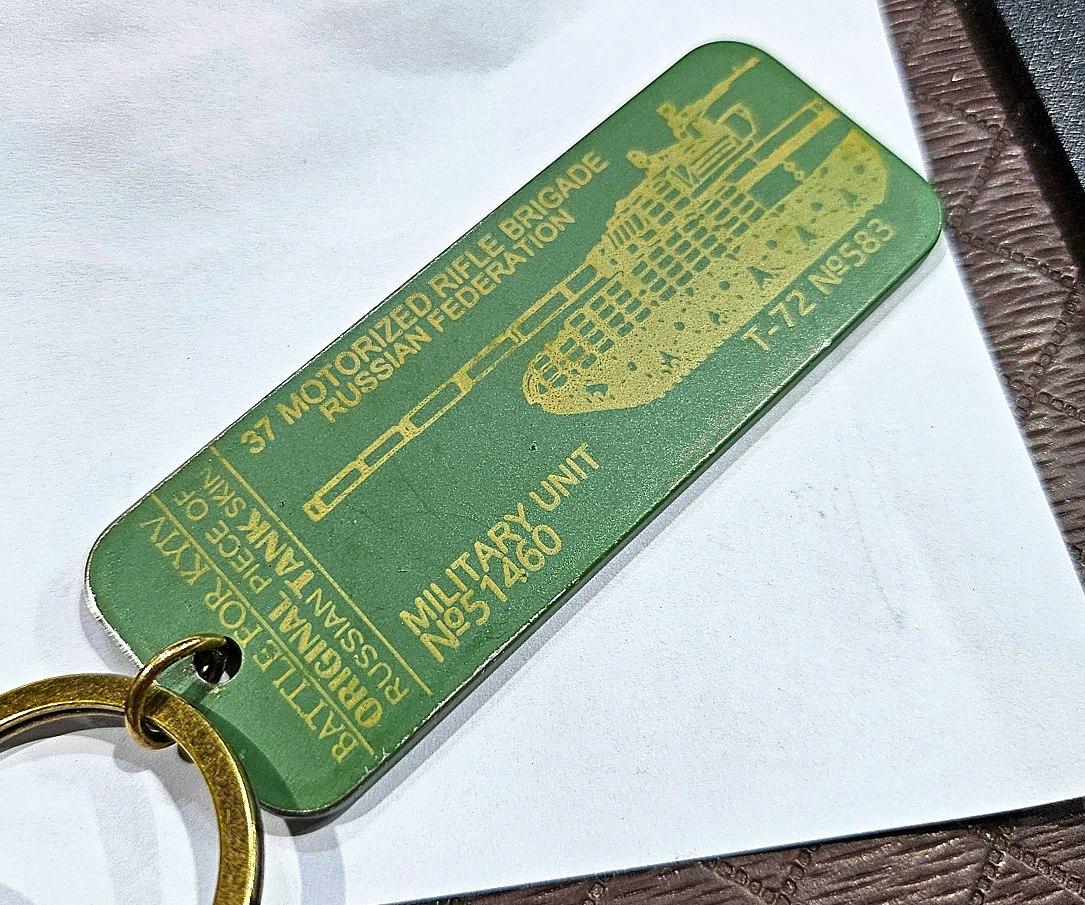 37 MOTORIZED RIFLE BRIGADE
RUSSIAN FEDERATION
T-72 №583
MILITARY UNIT
№51460
BATTLE FOR KYIV
ORIGINAL PIECE OF
RUSSIAN TANK SKIN